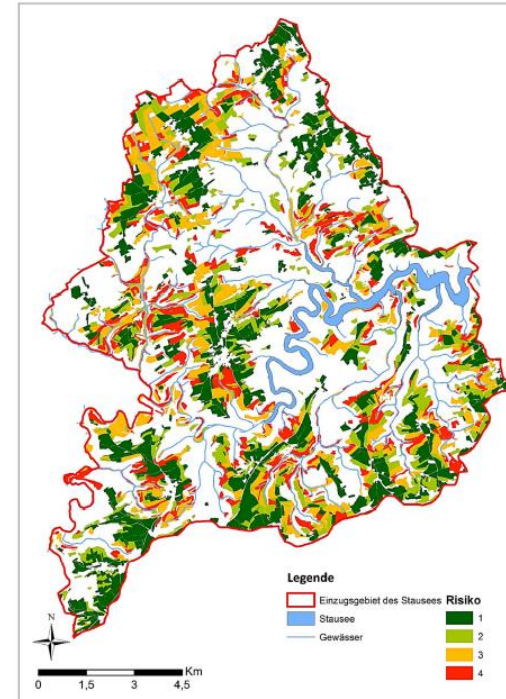 Legende
Einzugsgebiet des Stausees
Stausee
Gewässer
Risiko
1
2
3
4
N
Km
0 1,5 3 4,5